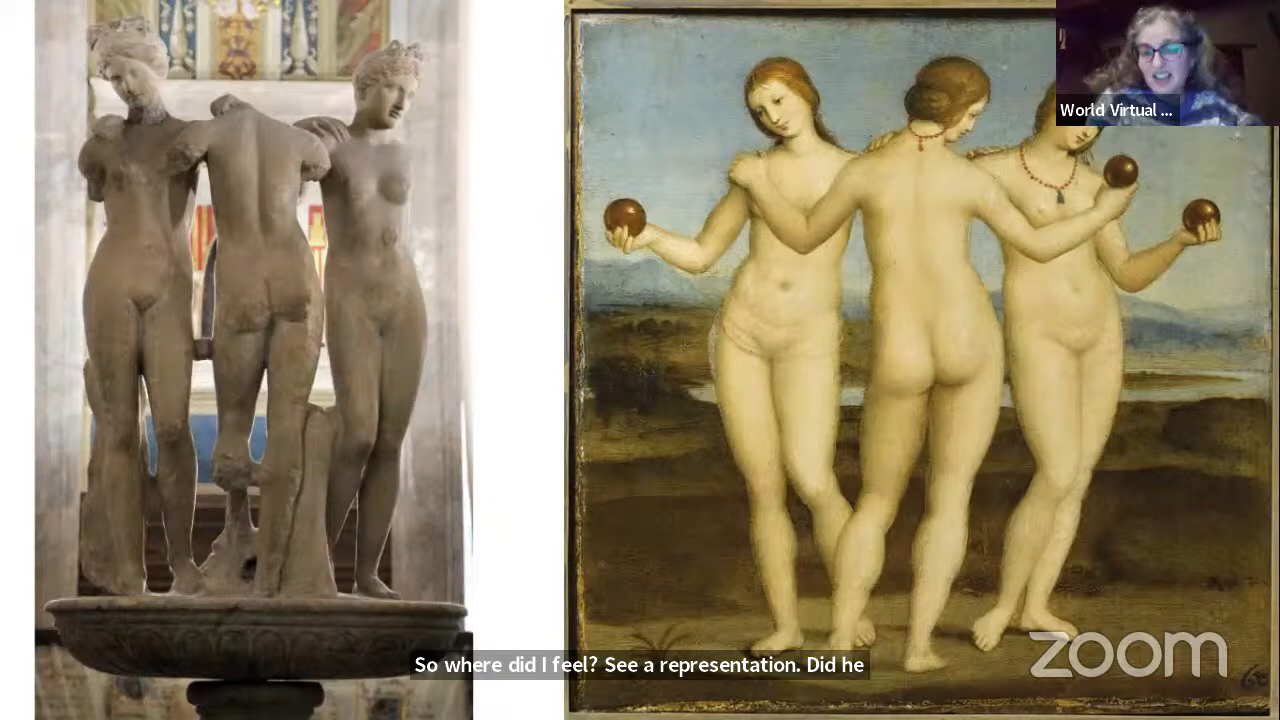 World Virtual ...
So where did I feel? See a representation. Did he
zoom